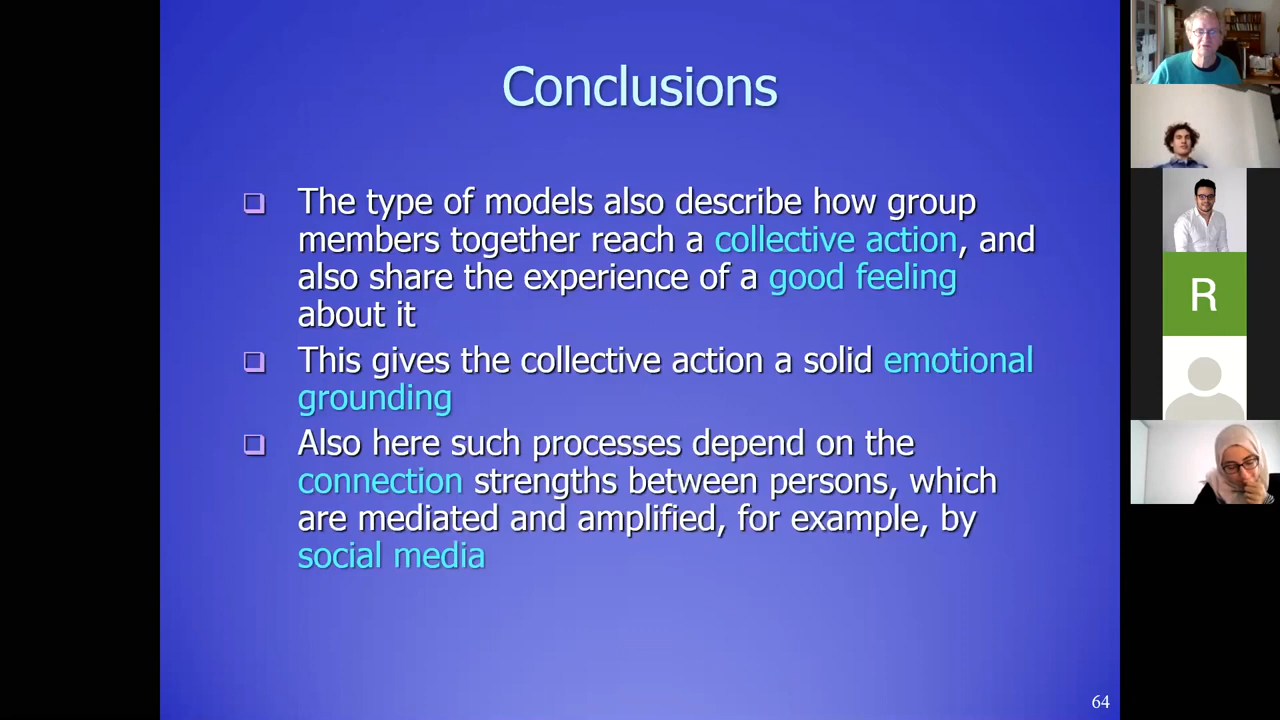 Conclusions
The type of models also describe how group
members together reach a collective action, and
also share the experience of a good feeling
about it
This gives the collective action a solid emotional
grounding
Also here such processes depend on the
connection strengths between persons, which
are mediated and amplified, for example, by
social media
64
R